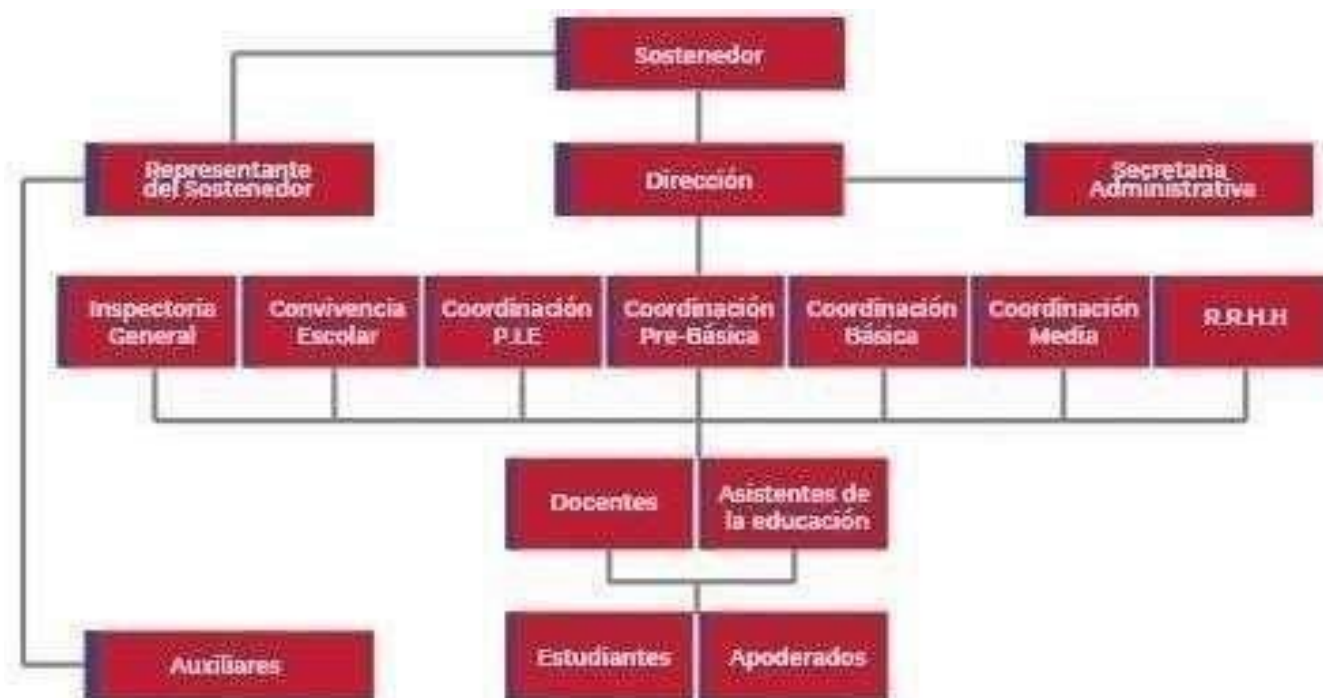 Sostenedor
Representante
del Sostenedor
Dirección
Secretaria
Administrativa
Inspectoría
General
Convivencia
Escolar
Coordinación
P.I.E
Coordinación
Pre-Básica
Coordinación
Básica
Coordinación
Media
R.R.H.H
Docentes
Asistentes de
la educación
Auxiliares
Estudiantes
Apoderados